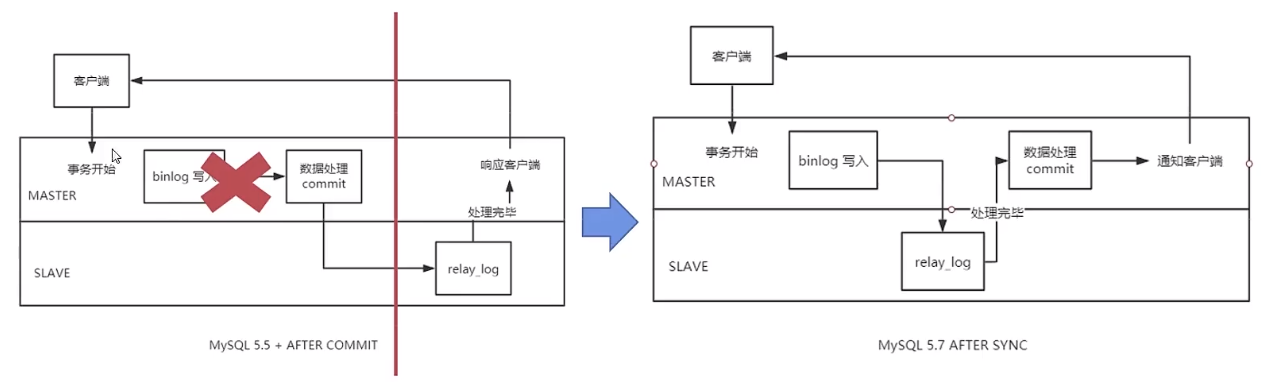 客户端
事务开始
binlog 写入
数据处理
commit
响应客户端
MASTER
处理完毕
SLAVE
relay_log
MySQL 5.5 + AFTER COMMIT
客户端
事务开始
binlog 写入
数据处理
commit
通知客户端
MASTER
处理完毕
SLAVE
relay_log
MySQL 5.7 AFTER SYNC